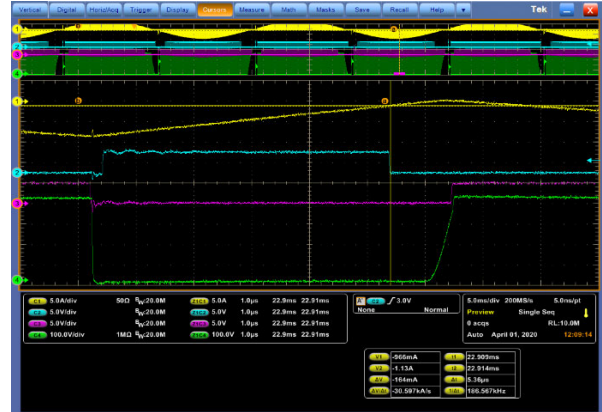 Vertical Digital Horiz/Acq Trigger Display Cursors Measure Math Masks Save Recall Help Tek
C1 5.0A/div 50Ω BW:20.0M
C2 5.0V/div BW:20.0M
C3 5.0V/div BW:20.0M
C4 100.0V/div 1MΩ BW:20.0M
Z1C1 5.0A 1.0µs 22.9ms 22.91ms
Z1C2 5.0V 1.0µs 22.9ms 22.91ms
Z1C3 5.0V 1.0µs 22.9ms 22.91ms
Z1C4 100.0V 1.0µs 22.9ms 22.91ms
A' C2 3.0V
None Normal
5.0ms/div 200MS/s 5.0ns/pt
Preview Single Seq
0 acqs RL:10.0M
Auto April 01, 2020 12:09:14
V1 -966mA t1 22.909ms
V2 -1.13A t2 22.914ms
ΔV -164mA Δt 5.36µs
ΔV/Δt -30.597kA/s 1/Δt 186.567kHz